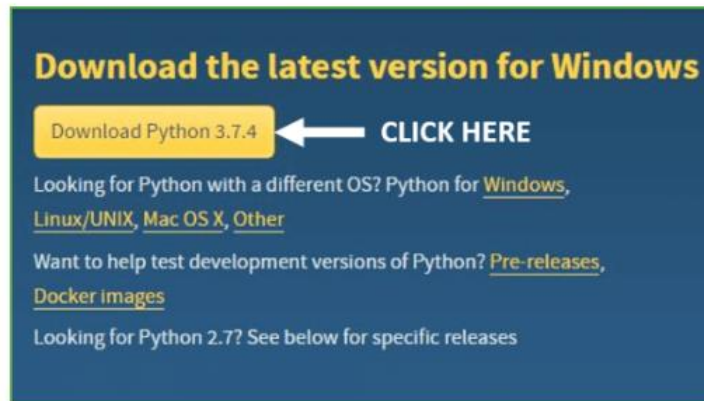 Download the latest version for Windows
Download Python 3.7.4 CLICK HERE
Looking for Python with a different OS? Python for Windows,
Linux/UNIX, Mac OS X, Other
Want to help test development versions of Python? Pre-releases,
Docker images
Looking for Python 2.7? See below for specific releases